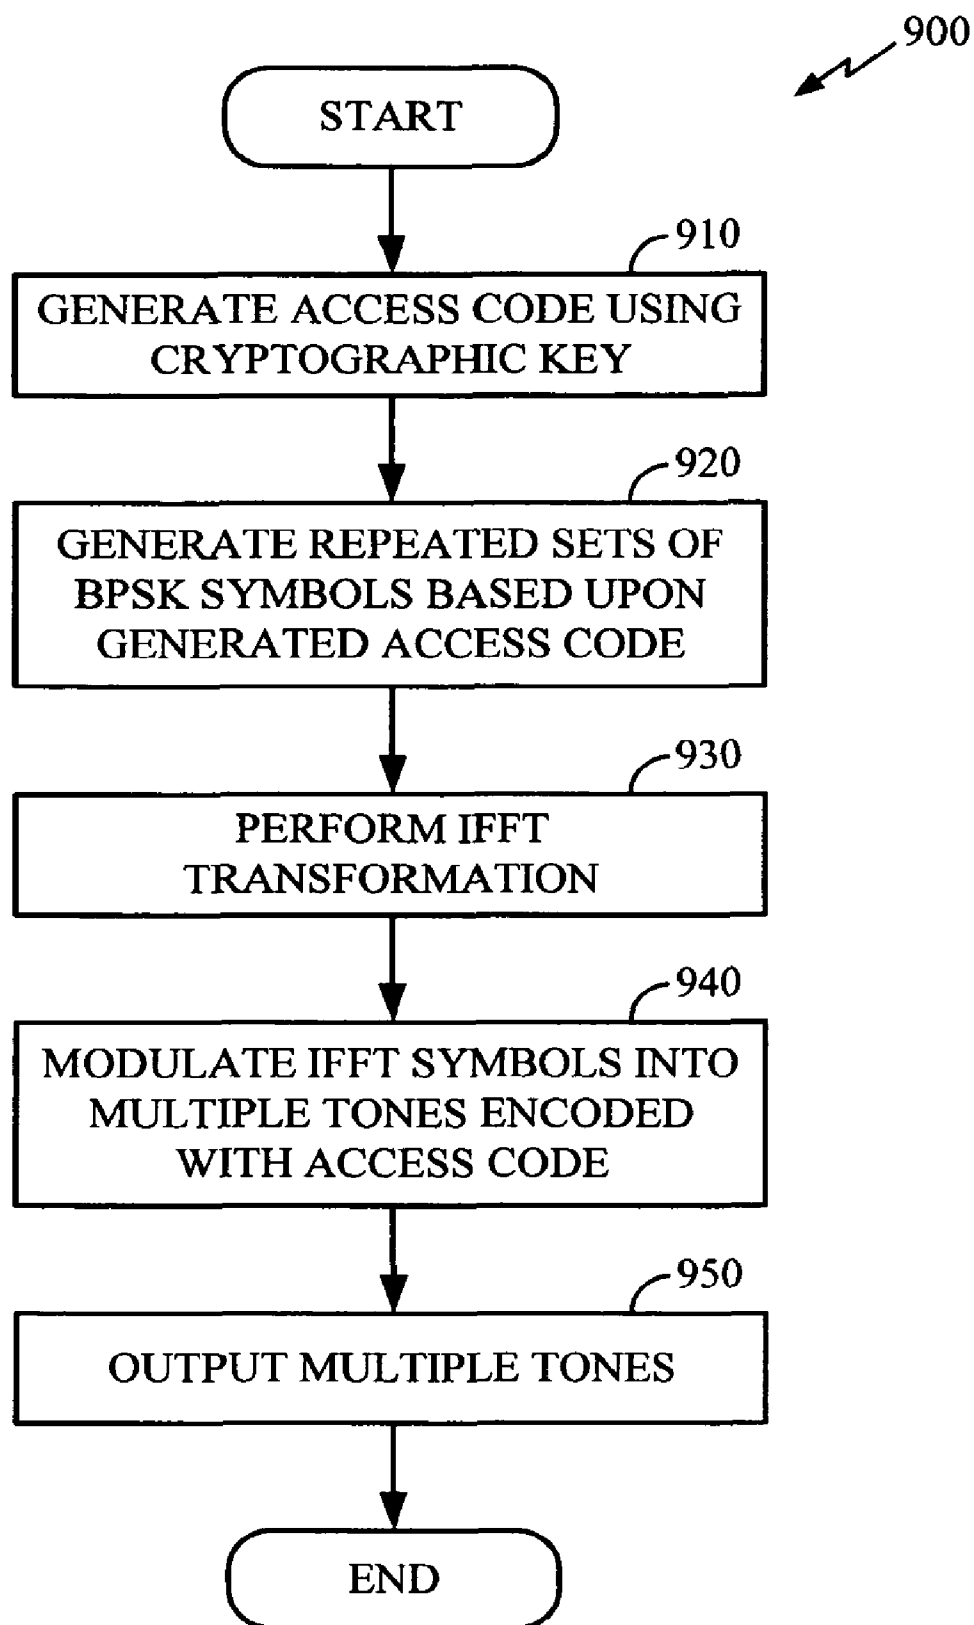 900
START
910
GENERATE ACCESS CODE USING
CRYPTOGRAPHIC KEY
920
GENERATE REPEATED SETS OF
BPSK SYMBOLS BASED UPON
GENERATED ACCESS CODE
930
PERFORM IFFT
TRANSFORMATION
940
MODULATE IFFT SYMBOLS INTO
MULTIPLE TONES ENCODED
WITH ACCESS CODE
950
OUTPUT MULTIPLE TONES
END